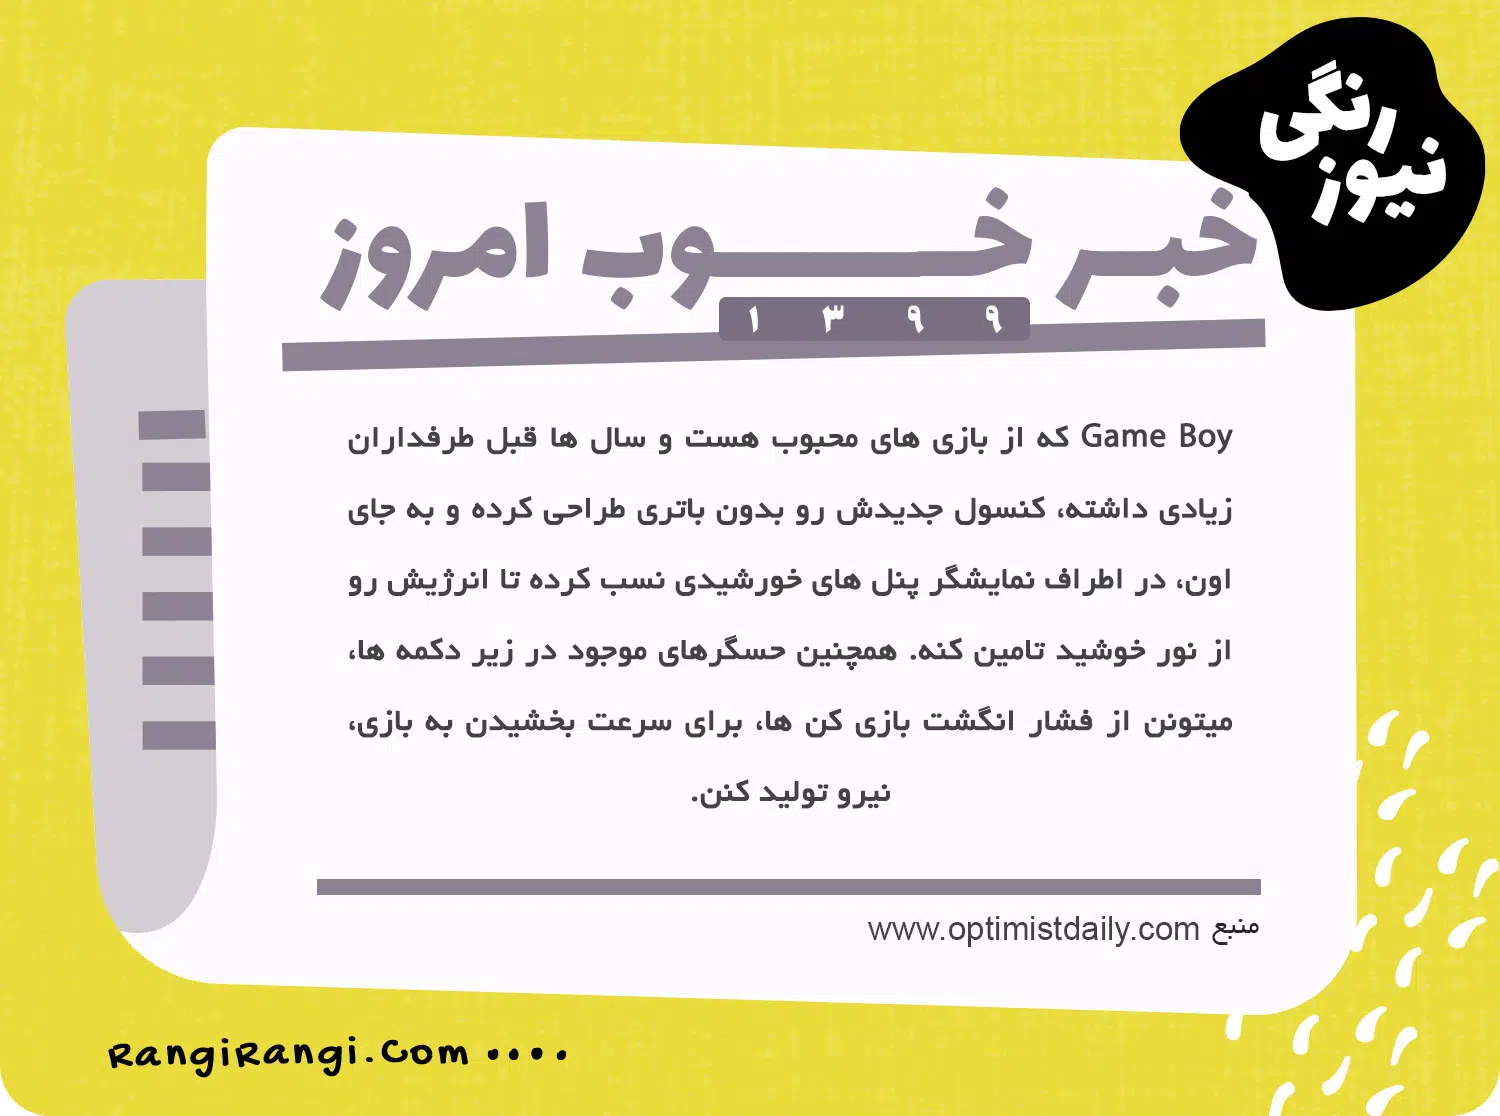 رنگی
نیوز
خبر خوب امروز
۱۳۹۹
Game Boy که از بازی های محبوب هست و سال ها قبل طرفداران
زیادی داشته، کنسول جدیدش رو بدون باتری طراحی کرده و به جای
اون، در اطراف نمایشگر پنل های خورشیدی نسب کرده تا انرژیش رو
از نور خوشید تامین کنه. همچنین حسگرهای موجود در زیر دکمه ها،
میتونن از فشار انگشت بازی کن ها، برای سرعت بخشیدن به بازی،
نیرو تولید کنن.
منبع www.optimistdaily.com
RangiRangi.Com ....